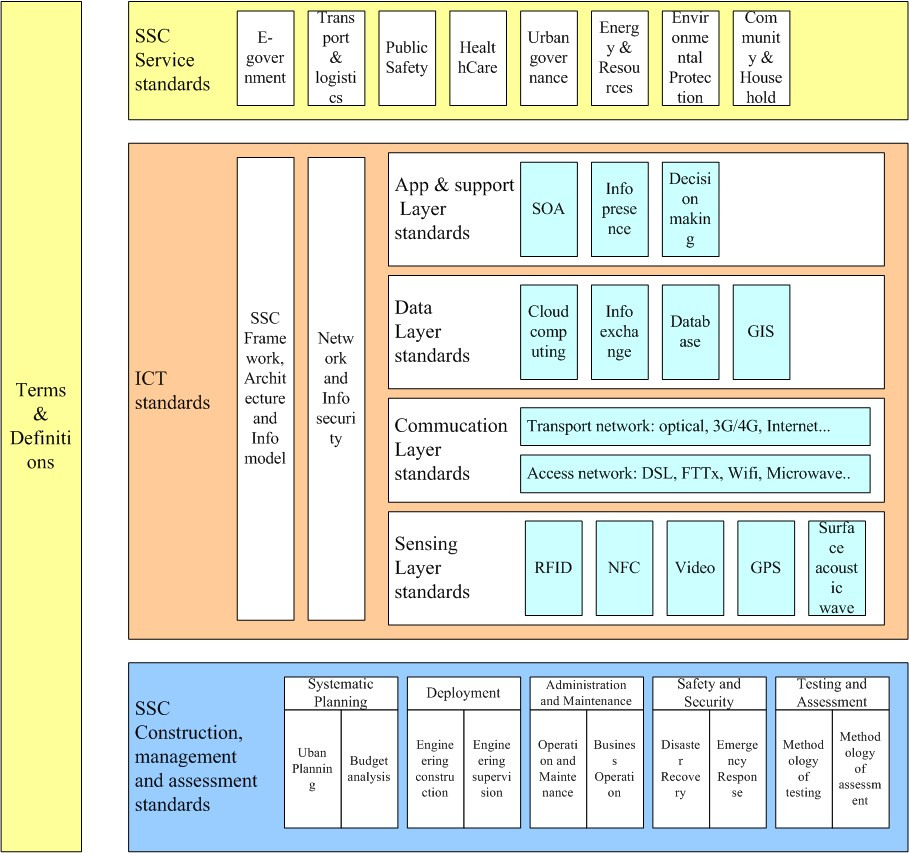 Terms
&
Definiti
ons
SSC
Service
standards
E-
gover
nment
Trans
port
&
logisti
cs
Public
Safety
Healt
hCare
Urban
gover
nance
Energ
y &
Resou
rces
Envir
onme
ntal
Protec
tion
Com
munit
y &
House
hold
ICT
standards
SSC
Frame
work,
Archit
ecture
and
Info
model
Netw
ork
and
Info
securi
ty
App & support
Layer
standards
SOA
Info
prese
nce
Decisi
on
makin
g
Data
Layer
standards
Cloud
comp
uting
Info
excha
nge
Datab
ase
GIS
Commucation
Layer
standards
Transport network: optical, 3G/4G, Internet...
Access network: DSL, FTTx, Wifi, Microwave..
Sensing
Layer
standards
RFID
NFC
Video
GPS
Surfa
ce
acoust
ic
wave
SSC
Construction,
management
and assessment
standards
Systematic
Planning
Uban
Plannin
g
Budget
analysis
Deployment
Engine
ering
constru
ction
Engine
ering
supervi
sion
Administration
and Maintenance
Operati
on and
Mainte
nance
Busines
s
Operati
on
Safety and
Security
Disaste
r
Recove
ry
Emerge
ncy
Respon
se
Testing and
Assessment
Method
ology
of
testing
Method
ology
of
assessm
ent